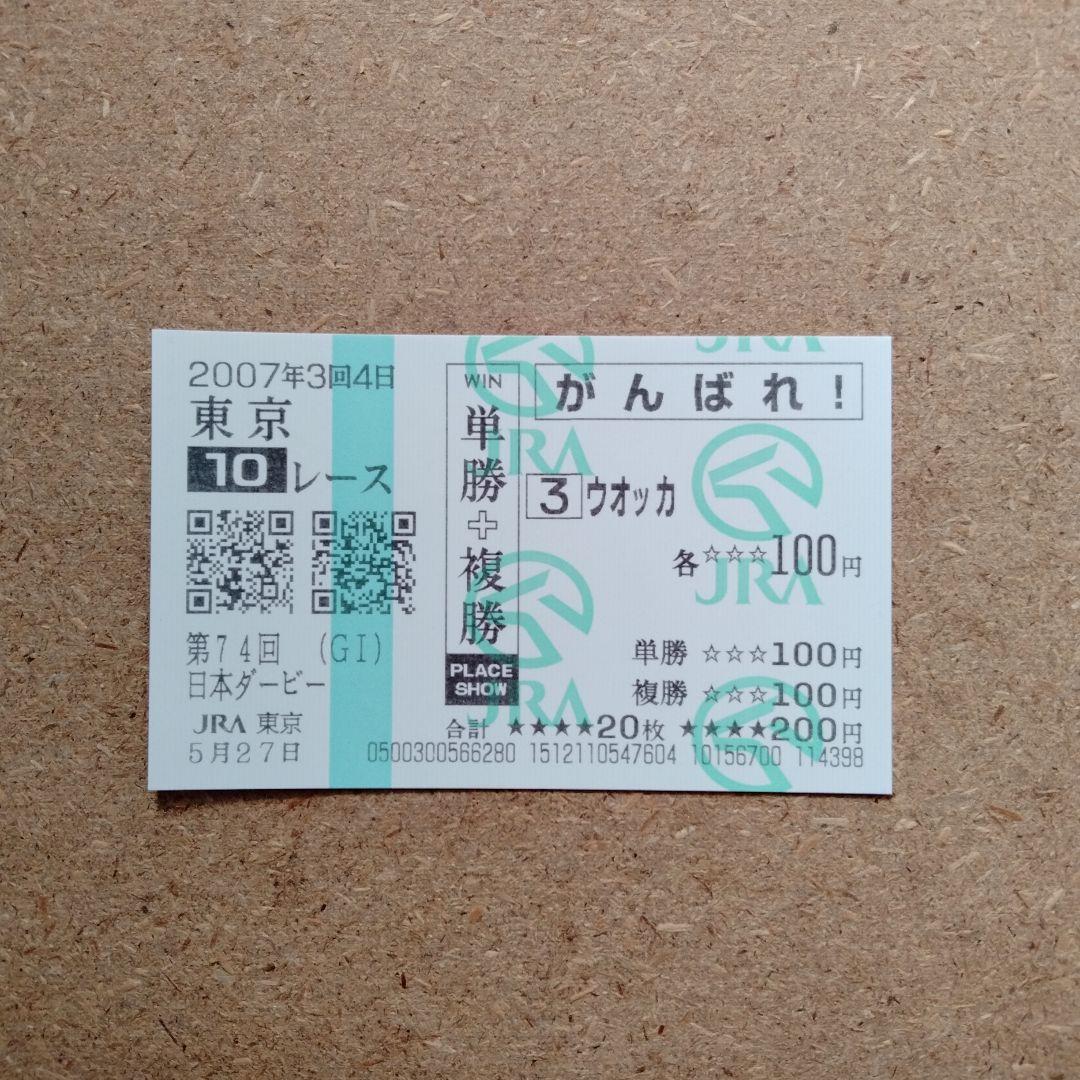 2007年3回4日
東京
10レース
第74回 (GI)
日本ダービー
JRA 東京
5月27日
WIN
単勝+複勝
PLACE
SHOW
がんばれ!
3 ウオッカ
各☆☆☆100円
単勝 ☆☆☆100円
複勝 ☆☆☆100円
合計 ★★★★20枚 ★★★★200円
0500300566280 1512110547604 10156700 114398
JRA
JRA
JRA
JRA